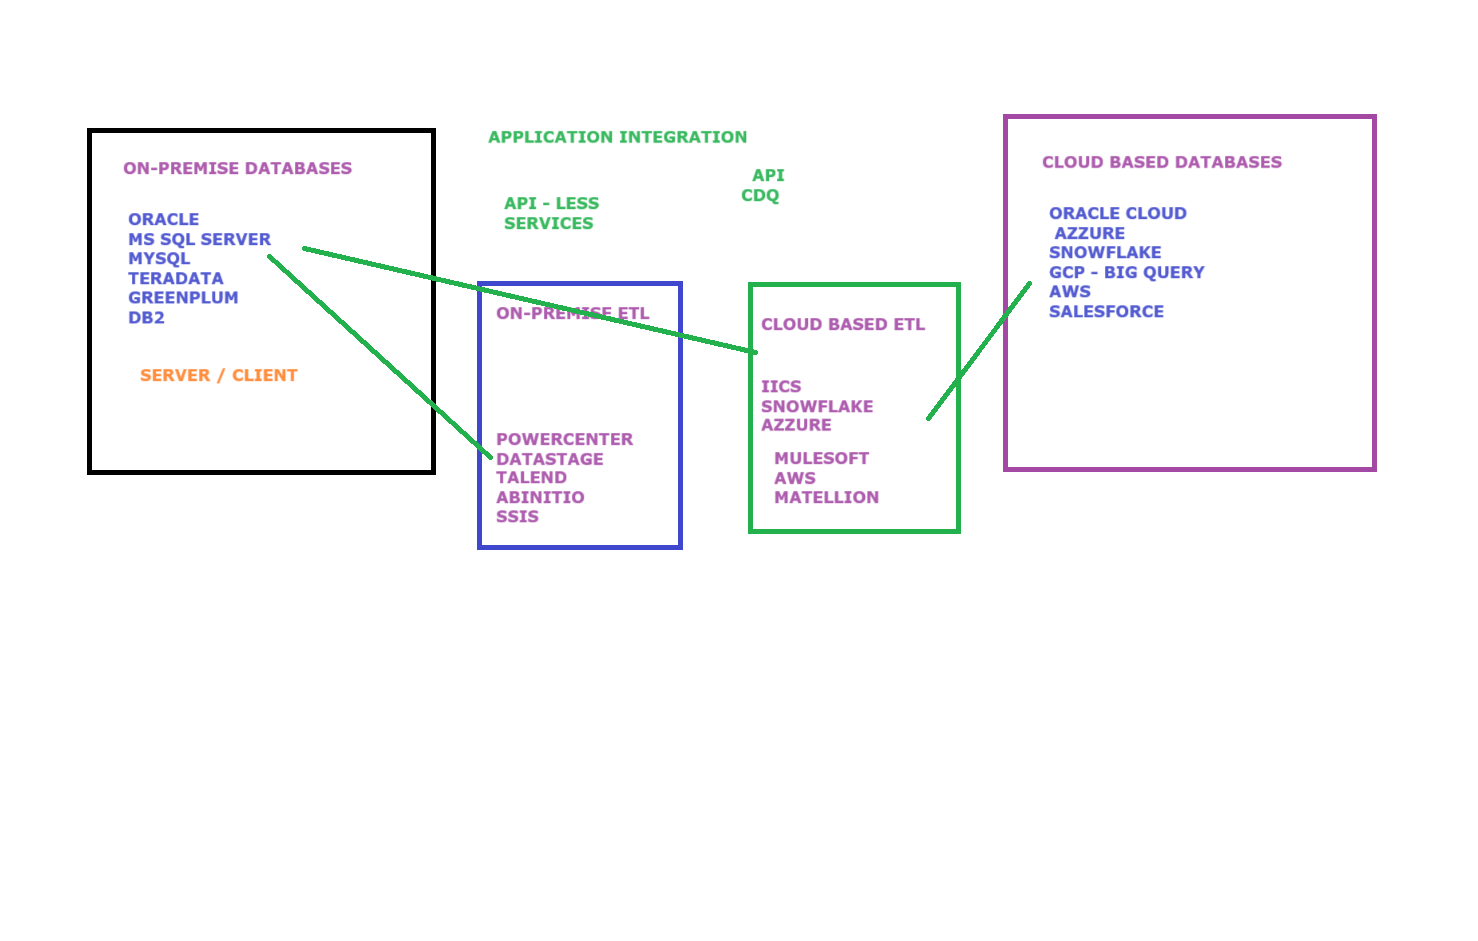 ON-PREMISE DATABASES
ORACLE
MS SQL SERVER
MYSQL
TERADATA
GREENPLUM
DB2
SERVER / CLIENT
APPLICATION INTEGRATION
API - LESS
SERVICES
API
CDQ
ON-PREMISE ETL
POWERCENTER
DATASTAGE
TALEND
ABINITIO
SSIS
CLOUD BASED ETL
IICS
SNOWFLAKE
AZZURE
MULESOFT
AWS
MATELLION
CLOUD BASED DATABASES
ORACLE CLOUD
AZZURE
SNOWFLAKE
GCP - BIG QUERY
AWS
SALESFORCE